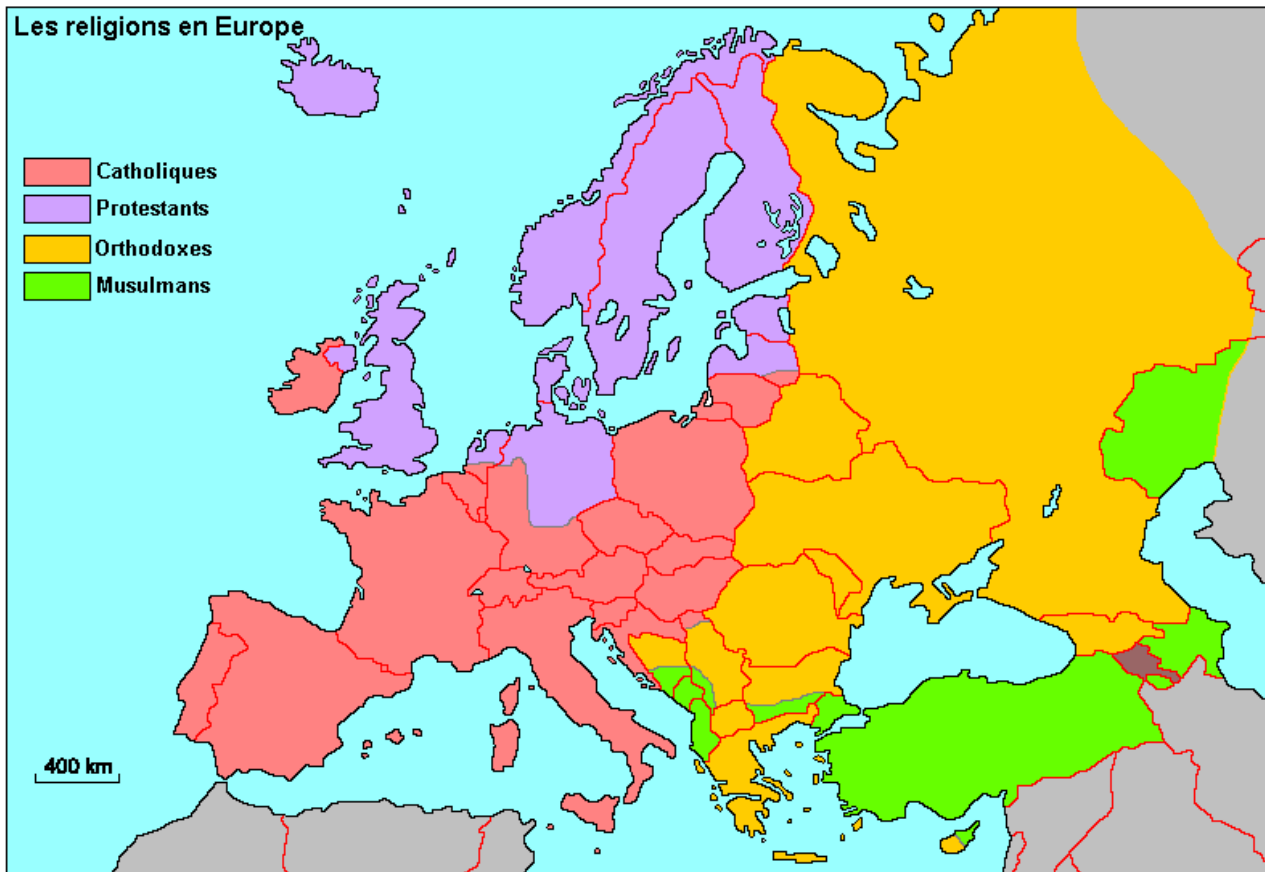 Les religions en Europe
Catholiques
Protestants
Orthodoxes
Musulmans
400 km